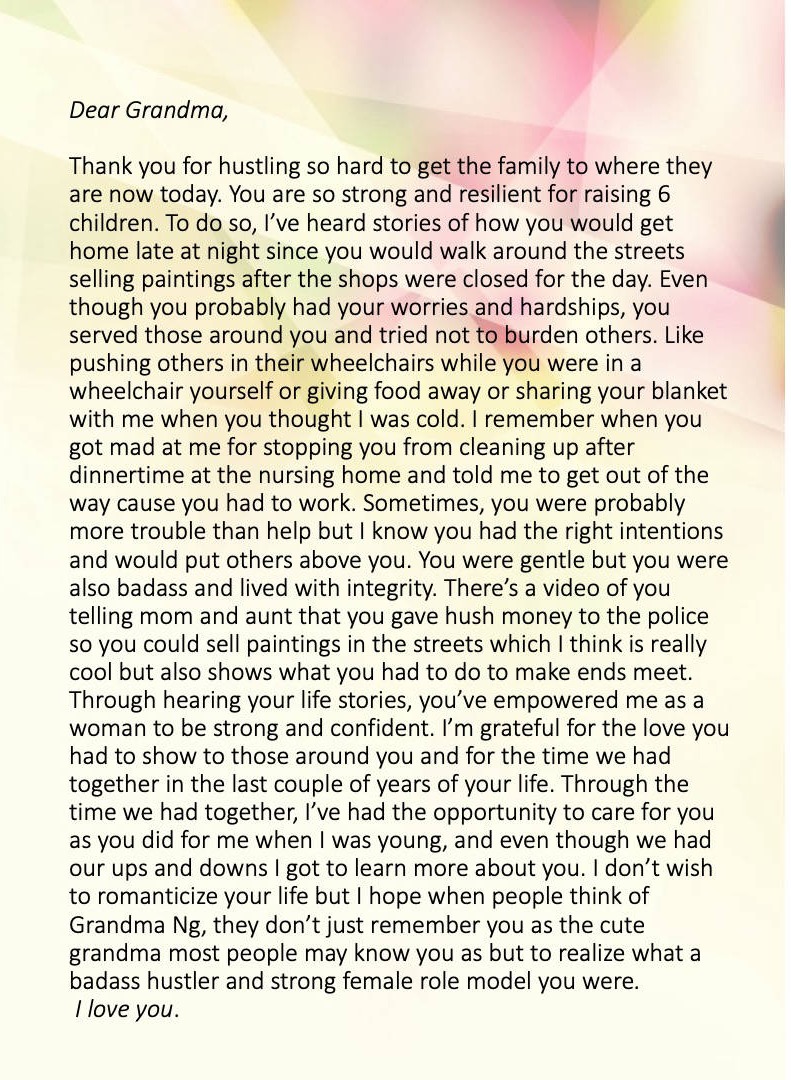 Dear Grandma,
Thank you for hustling so hard to get the family to where they
are now today. You are so strong and resilient for raising 6
children. To do so, I’ve heard stories of how you would get
home late at night since you would walk around the streets
selling paintings after the shops were closed for the day. Even
though you probably had your worries and hardships, you
served those around you and tried not to burden others. Like
pushing others in their wheelchairs while you were in a
wheelchair yourself or giving food away or sharing your blanket
with me when you thought I was cold. I remember when you
got mad at me for stopping you from cleaning up after
dinnertime at the nursing home and told me to get out of the
way cause you had to work. Sometimes, you were probably
more trouble than help but I know you had the right intentions
and would put others above you. You were gentle but you were
also badass and lived with integrity. There’s a video of you
telling mom and aunt that you gave hush money to the police
so you could sell paintings in the streets which I think is really
cool but also shows what you had to do to make ends meet.
Through hearing your life stories, you’ve empowered me as a
woman to be strong and confident. I’m grateful for the love you
had to show to those around you and for the time we had
together in the last couple of years of your life. Through the
time we had together, I’ve had the opportunity to care for you
as you did for me when I was young, and even though we had
our ups and downs I got to learn more about you. I don’t wish
to romanticize your life but I hope when people think of
Grandma Ng, they don’t just remember you as the cute
grandma most people may know you as but to realize what a
badass hustler and strong female role model you were.
I love you.